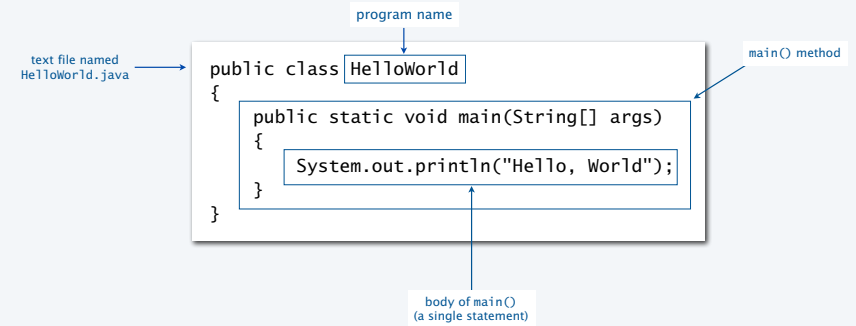 program name
text file named
HelloWorld.java
main() method
public class HelloWorld
{
public static void main(String[] args)
{
System.out.println("Hello, World");
}
}
body of main()
(a single statement)